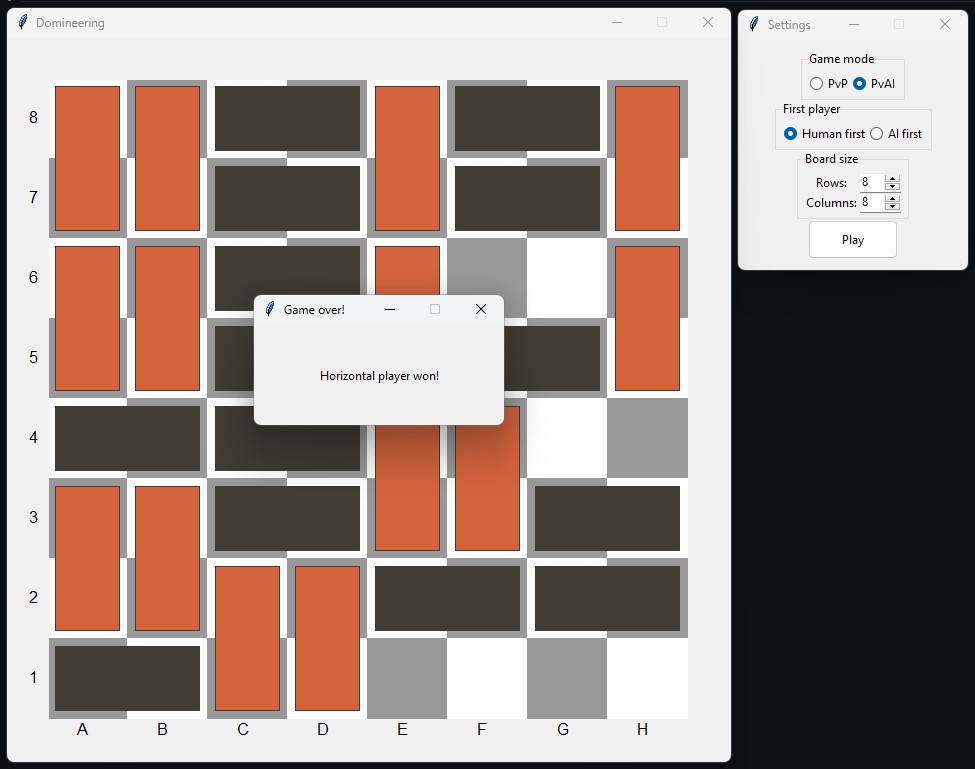 Domineering
8
7
6
5
4
3
2
1
A B C D E F G H
Game over!
Horizontal player won!
Settings
Game mode
PvP PvAI
First player
Human first AI first
Board size
Rows: 8
Columns: 8
Play